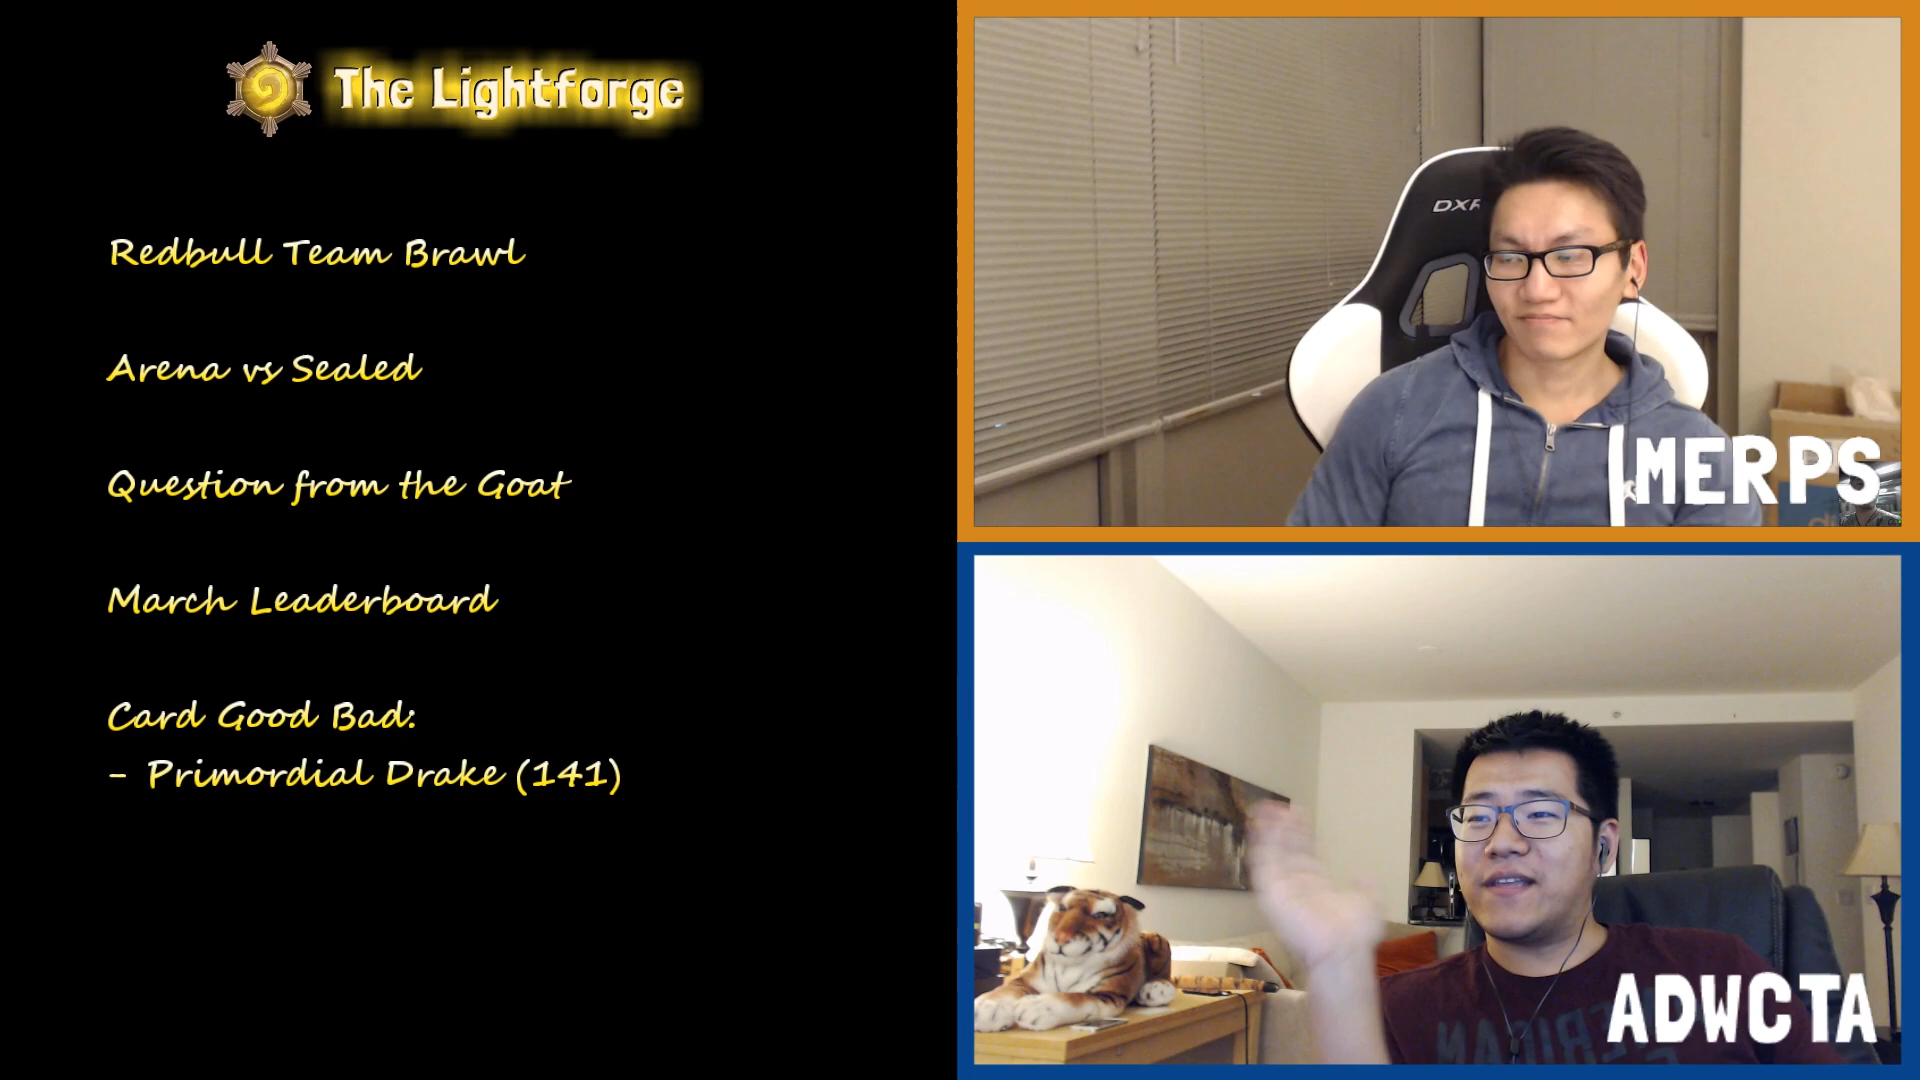 The Lightforge
Redbull Team Brawl
Arena vs Sealed
Question from the Goat
March Leaderboard
Card Good Bad:
- Primordial Drake (141)
DXR
MERPS
ADWCTA